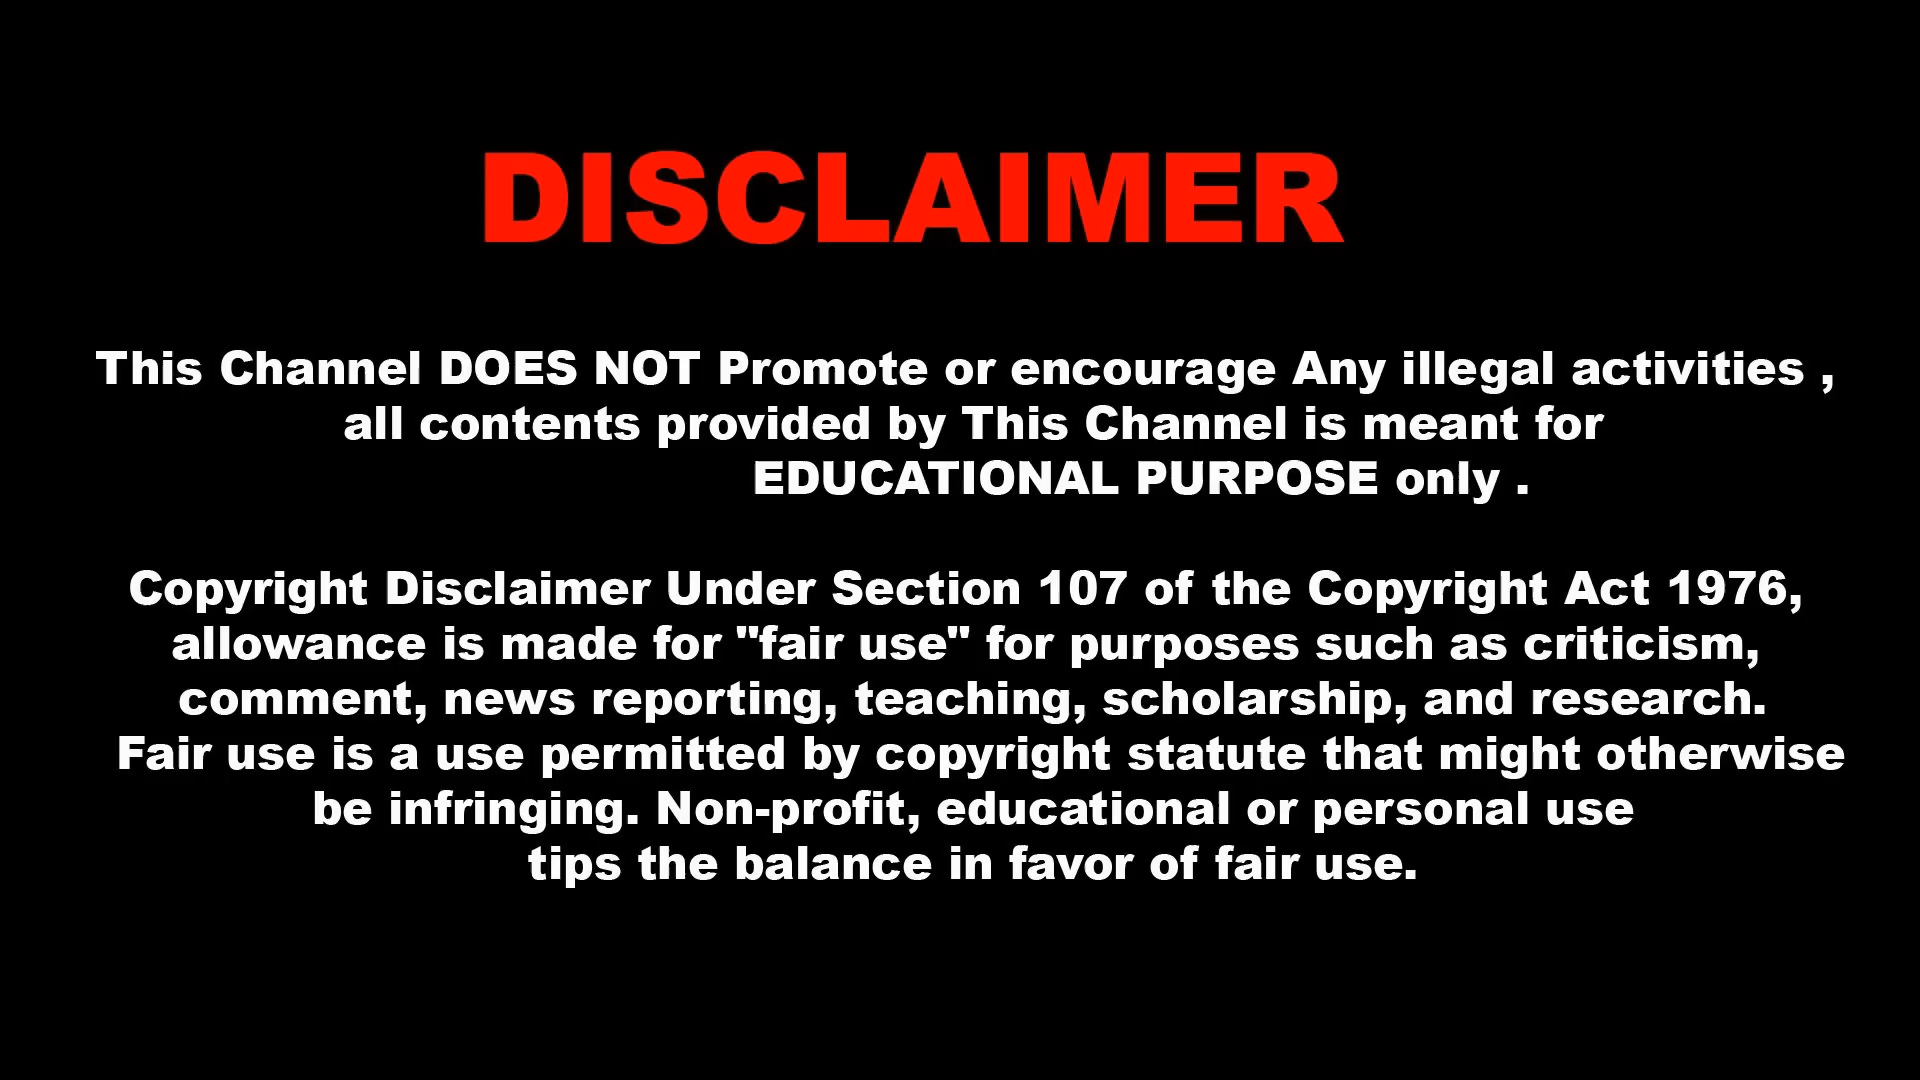 DISCLAIMER
This Channel DOES NOT Promote or encourage Any illegal activities ,
all contents provided by This Channel is meant for
EDUCATIONAL PURPOSE only .
Copyright Disclaimer Under Section 107 of the Copyright Act 1976,
allowance is made for "fair use" for purposes such as criticism,
comment, news reporting, teaching, scholarship, and research.
Fair use is a use permitted by copyright statute that might otherwise
be infringing. Non-profit, educational or personal use
tips the balance in favor of fair use.